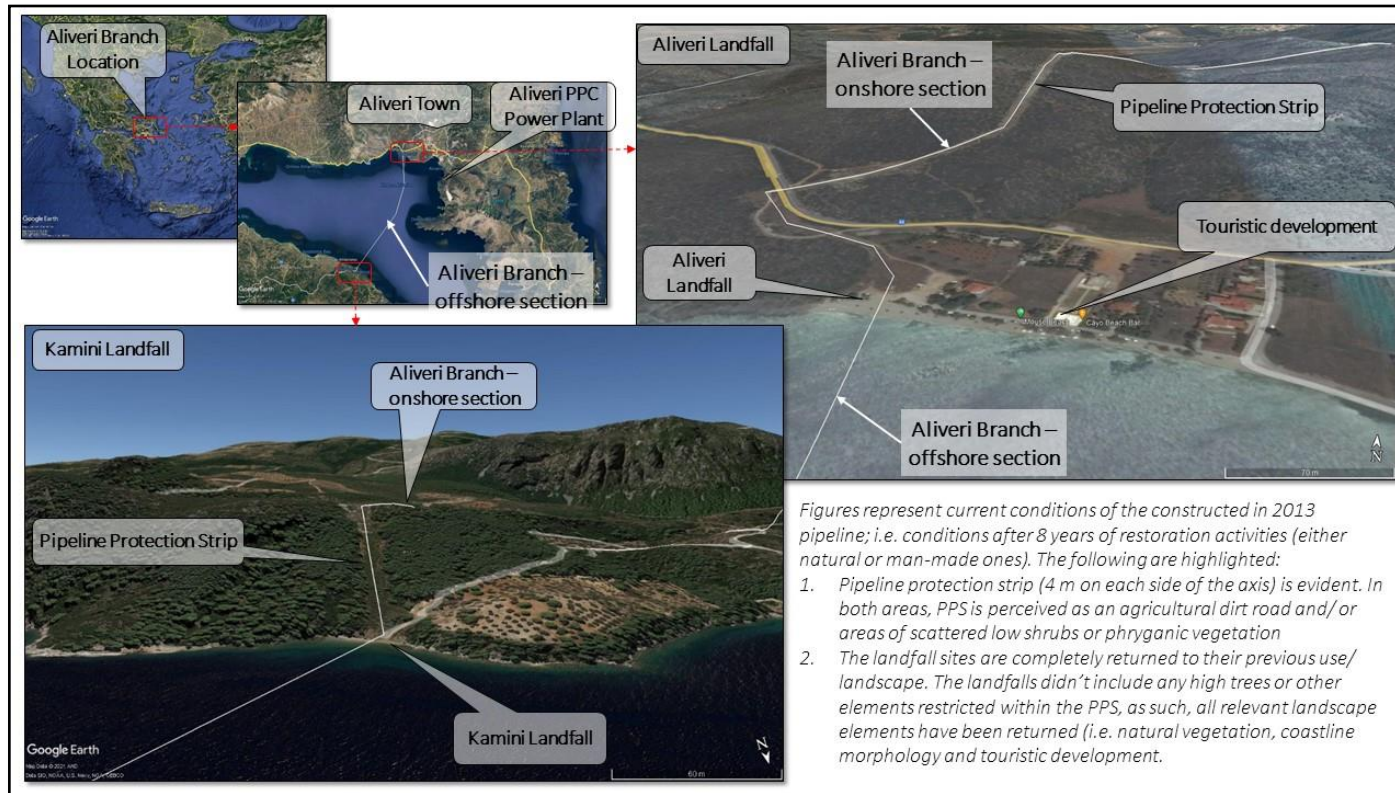 Aliveri Branch
Location
Google Earth
Aliveri Town
Aliveri PPC
Power Plant
Aliveri Branch –
offshore section
Google Earth
Aliveri Landfall
Aliveri Branch –
onshore section
Pipeline Protection Strip
Touristic development
Aliveri
Landfall
Cayo Beach Bar
Aliveri Branch –
offshore section
N
70 m
Kamini Landfall
Aliveri Branch –
onshore section
Pipeline Protection Strip
Kamini Landfall
Google Earth
N
60 m
Figures represent current conditions of the constructed in 2013
pipeline; i.e. conditions after 8 years of restoration activities (either
natural or man-made ones). The following are highlighted:
1. Pipeline protection strip (4 m on each side of the axis) is evident. In
both areas, PPS is perceived as an agricultural dirt road and/ or
areas of scattered low shrubs or phryganic vegetation
2. The landfall sites are completely returned to their previous use/
landscape. The landfalls didn't include any high trees or other
elements restricted within the PPS, as such, all relevant landscape
elements have been returned (i.e. natural vegetation, coastline
morphology and touristic development.